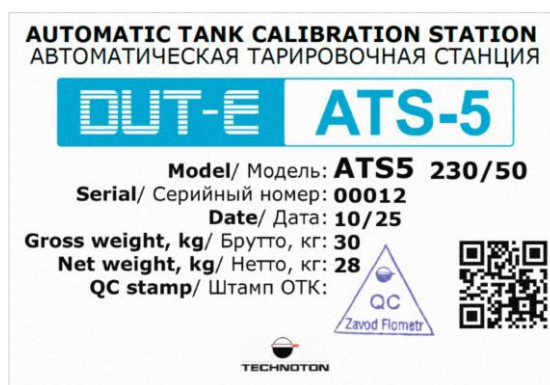 AUTOMATIC TANK CALIBRATION STATION
АВТОМАТИЧЕСКАЯ ТАРИРОВОЧНАЯ СТАНЦИЯ
DUT-E ATS-5
Model/ Модель: ATS5 230/50
Serial/ Серийный номер: 00012
Date/ Дата: 10/25
Gross weight, kg/ Брутто, кг: 30
Net weight, kg/ Нетто, кг: 28
QC stamp/ Штамп ОТК:
QC
Zavod Flometr
TECHNOTON